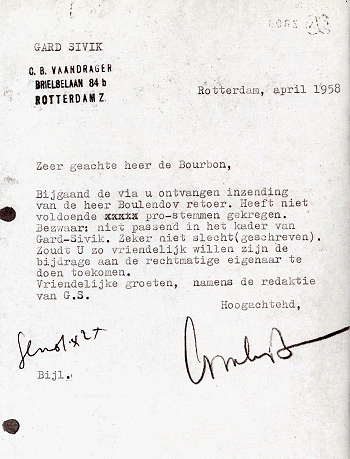 GARD SIVIK
C. B. VAANDRAGER
BRIELSELAAN 84 b
ROTTERDAM Z.
Rotterdam, april 1958
Zeer geachte heer de Bourbon,
Bijgaand de via u ontvangen inzending
van de heer Boulendov retoer. Heeft niet
voldoende xxxxx pro-stemmen gekregen.
Bezwaar: niet passend in het kader van
Gard-Sivik. Zeker niet slecht(geschreven).
Zoudt U zo vriendelijk willen zijn de
bijdrage aan de rechtmatige eigenaar te
doen toekomen.
Vriendelijke groeten, namens de redaktie
van G.S.
Hoogachtehd,
Bijl.